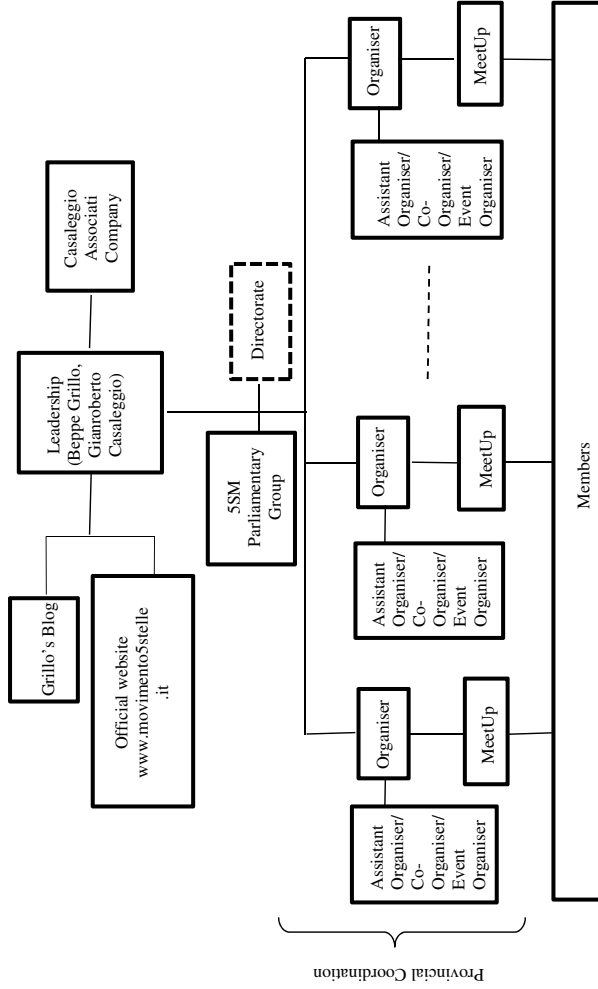 Grillo's Blog
Official website
www.movimento5stelle
.it
Leadership
(Beppe Grillo,
Gianroberto
Casaleggio)
Casaleggio
Associati
Company
5SM
Parliamentary
Group
Directorate
Provincial Coordination
Assistant
Organiser/
Co-
Organiser/
Event
Organiser
Organiser
MeetUp
Assistant
Organiser/
Co-
Organiser/
Event
Organiser
Organiser
MeetUp
Assistant
Organiser/
Co-
Organiser/
Event
Organiser
Organiser
MeetUp
Members